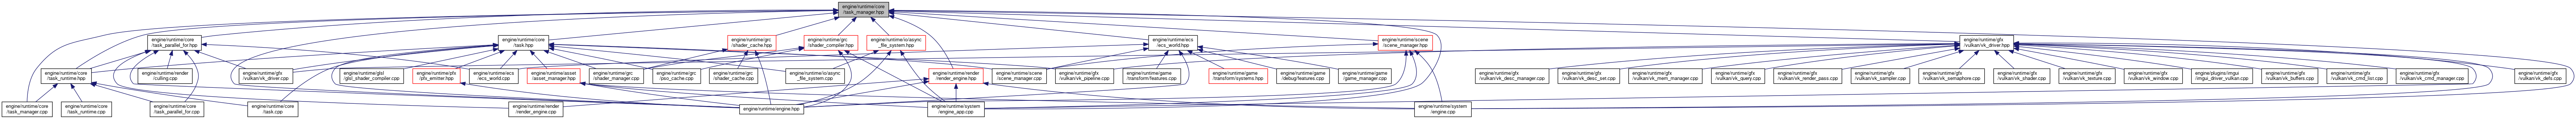 engine/runtime/core
/task_manager.hpp
engine/runtime/core
/task_parallel_for.hpp
engine/runtime/core
/task.hpp
engine/runtime/grc
/shader_cache.hpp
engine/runtime/grc
/shader_compiler.hpp
engine/runtime/io/async
_file_system.hpp
engine/runtime/ecs
/ecs_world.hpp
engine/runtime/scene
/scene_manager.hpp
engine/runtime/gfx
/vulkan/vk_driver.hpp
engine/runtime/core
/task_runtime.hpp
engine/runtime/render
/culling.cpp
engine/runtime/gfx
/vulkan/vk_driver.cpp
engine/runtime/glsl
/glsl_shader_compiler.cpp
engine/runtime/pfx
/pfx_emitter.hpp
engine/runtime/ecs
/ecs_world.cpp
engine/runtime/asset
/asset_manager.hpp
engine/runtime/grc
/shader_manager.cpp
engine/runtime/grc
/pso_cache.cpp
engine/runtime/grc
/shader_cache.cpp
engine/runtime/io/async
_file_system.cpp
engine/runtime/render
/render_engine.hpp
engine/runtime/scene
/scene_manager.cpp
engine/runtime/gfx
/vulkan/vk_pipeline.cpp
engine/runtime/game
/transform/features.cpp
engine/runtime/game
/transform/systems.hpp
engine/runtime/game
/debug/features.cpp
engine/runtime/game
/game_manager.cpp
engine/runtime/gfx
/vulkan/vk_desc_manager.cpp
engine/runtime/gfx
/vulkan/vk_desc_set.cpp
engine/runtime/gfx
/vulkan/vk_mem_manager.cpp
engine/runtime/gfx
/vulkan/vk_query.cpp
engine/runtime/gfx
/vulkan/vk_render_pass.cpp
engine/runtime/gfx
/vulkan/vk_sampler.cpp
engine/runtime/gfx
/vulkan/vk_semaphore.cpp
engine/runtime/gfx
/vulkan/vk_shader.cpp
engine/runtime/gfx
/vulkan/vk_texture.cpp
engine/runtime/gfx
/vulkan/vk_window.cpp
engine/plugins/imgui
/imgui_driver_vulkan.cpp
engine/runtime/gfx
/vulkan/vk_buffers.cpp
engine/runtime/gfx
/vulkan/vk_cmd_list.cpp
engine/runtime/gfx
/vulkan/vk_cmd_manager.cpp
engine/runtime/gfx
/vulkan/vk_defs.cpp
engine/runtime/core
/task_manager.cpp
engine/runtime/core
/task_runtime.cpp
engine/runtime/core
/task_parallel_for.cpp
engine/runtime/core
/task.cpp
engine/runtime/render
/render_engine.cpp
engine/runtime/engine.hpp
engine/runtime/system
/engine_app.cpp
engine/runtime/system
/engine.cpp